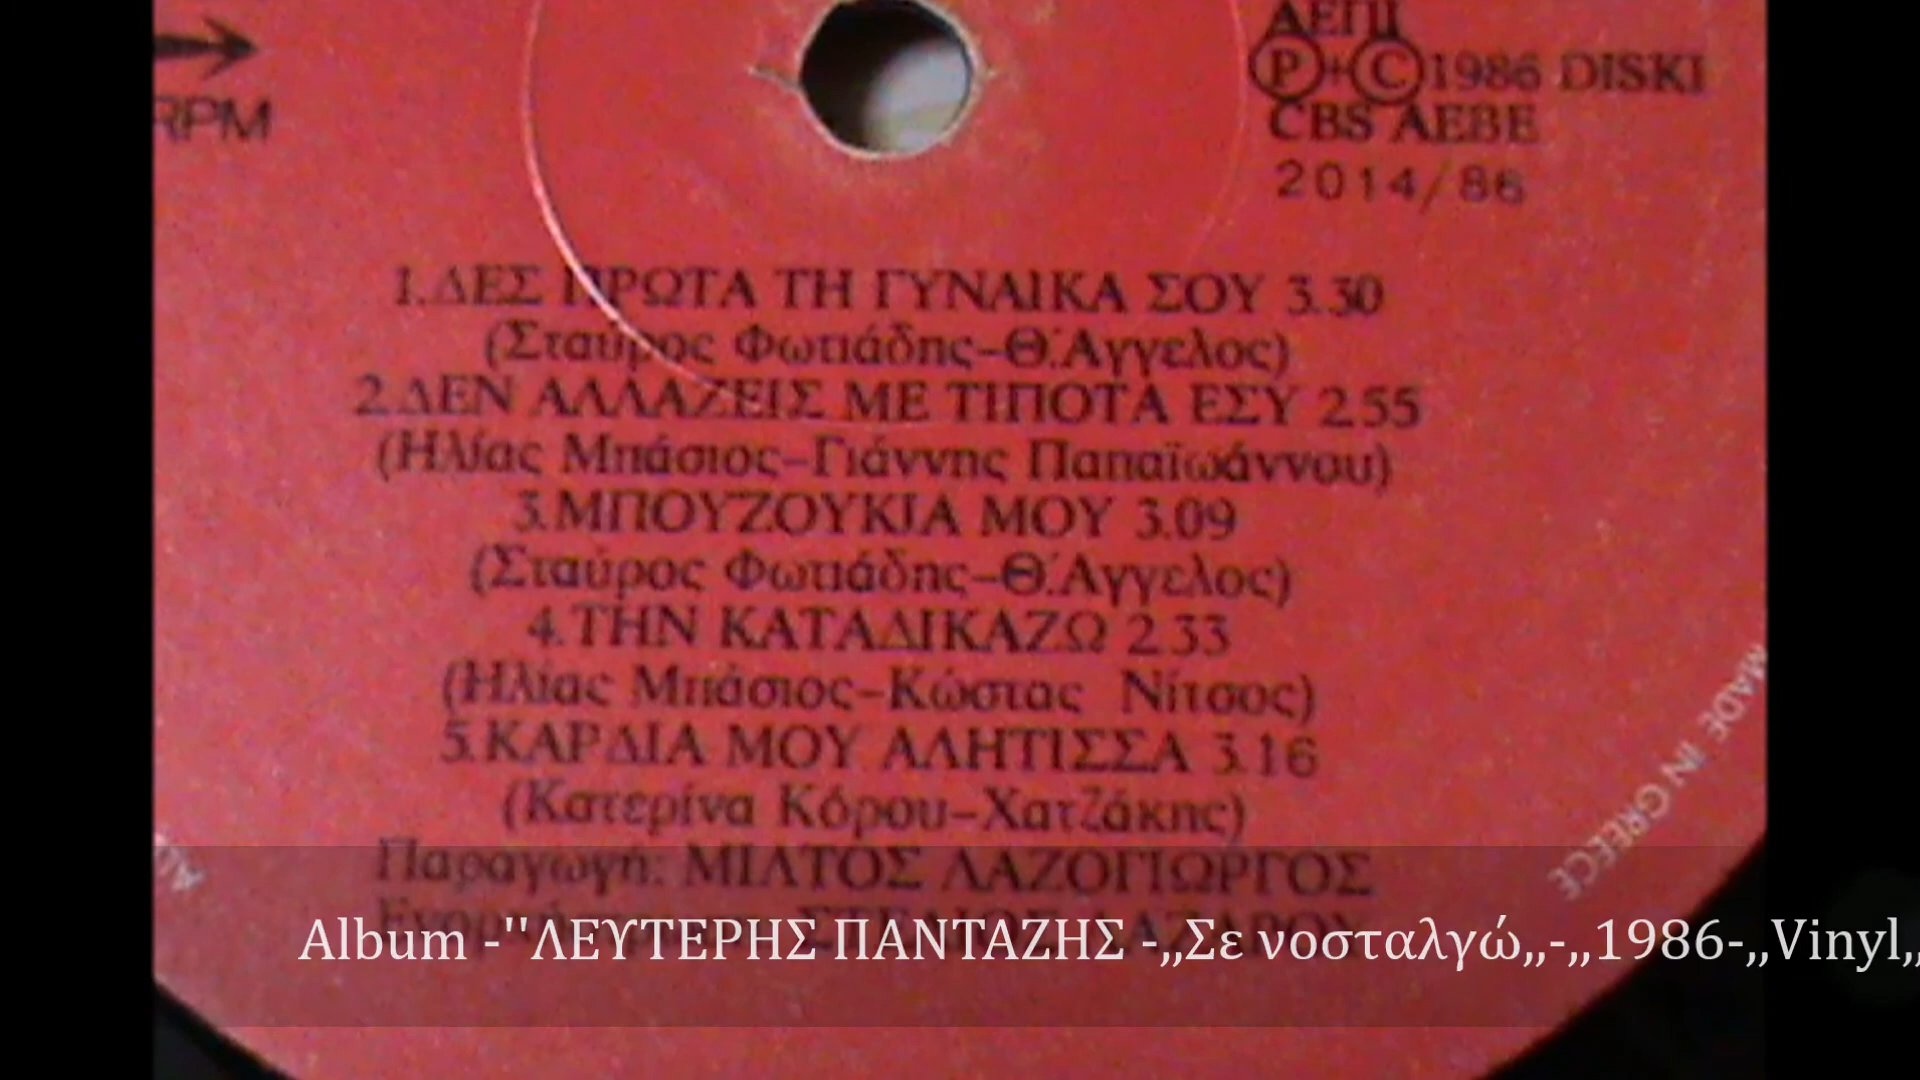 ΑΕΠΙ
RPM
Ⓟ+Ⓒ1986 DISKI
CBS ΑΕΒΕ
2014/86
1.ΔΕΣ ΠΡΩΤΑ ΤΗ ΓΥΝΑΙΚΑ ΣΟΥ 3.30
(Σταύρος Φωτιάδης–Θ.Άγγελος)
2.ΔΕΝ ΑΛΛΑΖΕΙΣ ΜΕ ΤΙΠΟΤΑ ΕΣΥ 2.55
(Ηλίας Μπάσιος–Γιάννης Παπαϊωάννου)
3.ΜΠΟΥΖΟΥΚΙΑ ΜΟΥ 3.09
(Σταύρος Φωτιάδης–Θ.Άγγελος)
4.ΤΗΝ ΚΑΤΑΔΙΚΑΖΩ 2.33
(Ηλίας Μπάσιος–Κώστας Νίτσος)
5.ΚΑΡΔΙΑ ΜΟΥ ΑΛΗΤΙΣΣΑ 3.16
(Κατερίνα Κόρου–Χατζάκης)
Παραγωγή: ΜΙΛΤΟΣ ΛΑΖΟΓΙΩΡΓΟΣ
MADE IN GREECE
Album -''ΛΕΥΤΕΡΗΣ ΠΑΝΤΑΖΗΣ -,,Σε νοσταλγώ,,-,,1986-,,Vinyl,,